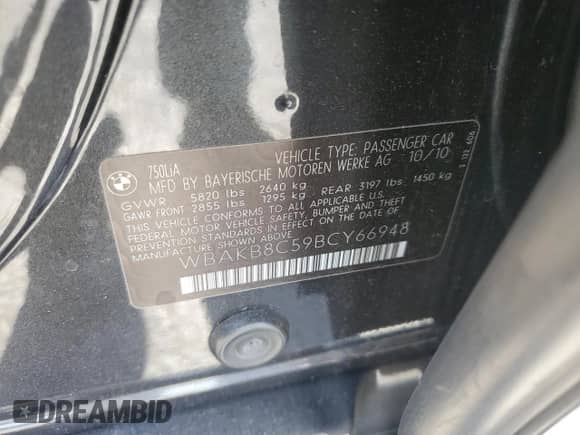 750LiA
VEHICLE TYPE: PASSENGER CAR
MFD BY BAYERISCHE MOTOREN WERKE AG 10/10
GVWR 5820 lbs 2640 kg
GAWR FRONT 2855 lbs 1295 kg REAR 3197 lbs 1450 kg
THIS VEHICLE CONFORMS TO ALL APPLICABLE U.S.
FEDERAL MOTOR VEHICLE SAFETY, BUMPER AND
THEFT PREVENTION STANDARDS IN EFFECT ON THE DATE OF
MANUFACTURE SHOWN ABOVE.
WBAKB8C59BCY66948
DREAMBID